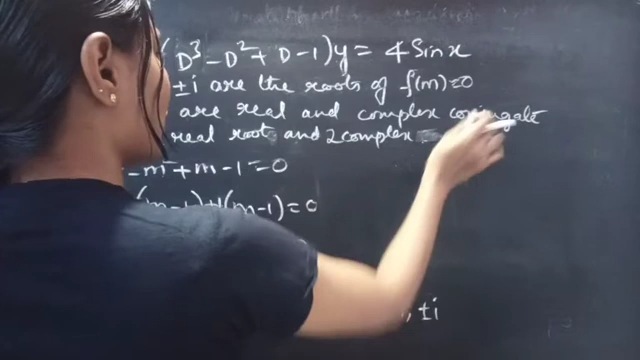 (D³ - D² + D - 1) y = 4 Sin x
±i are the roots of f(m)=0
are real and complex conjugate
real root and 2 complex
- m² + m - 1 = 0
(m-1) + 1(m-1) = 0
, ±i